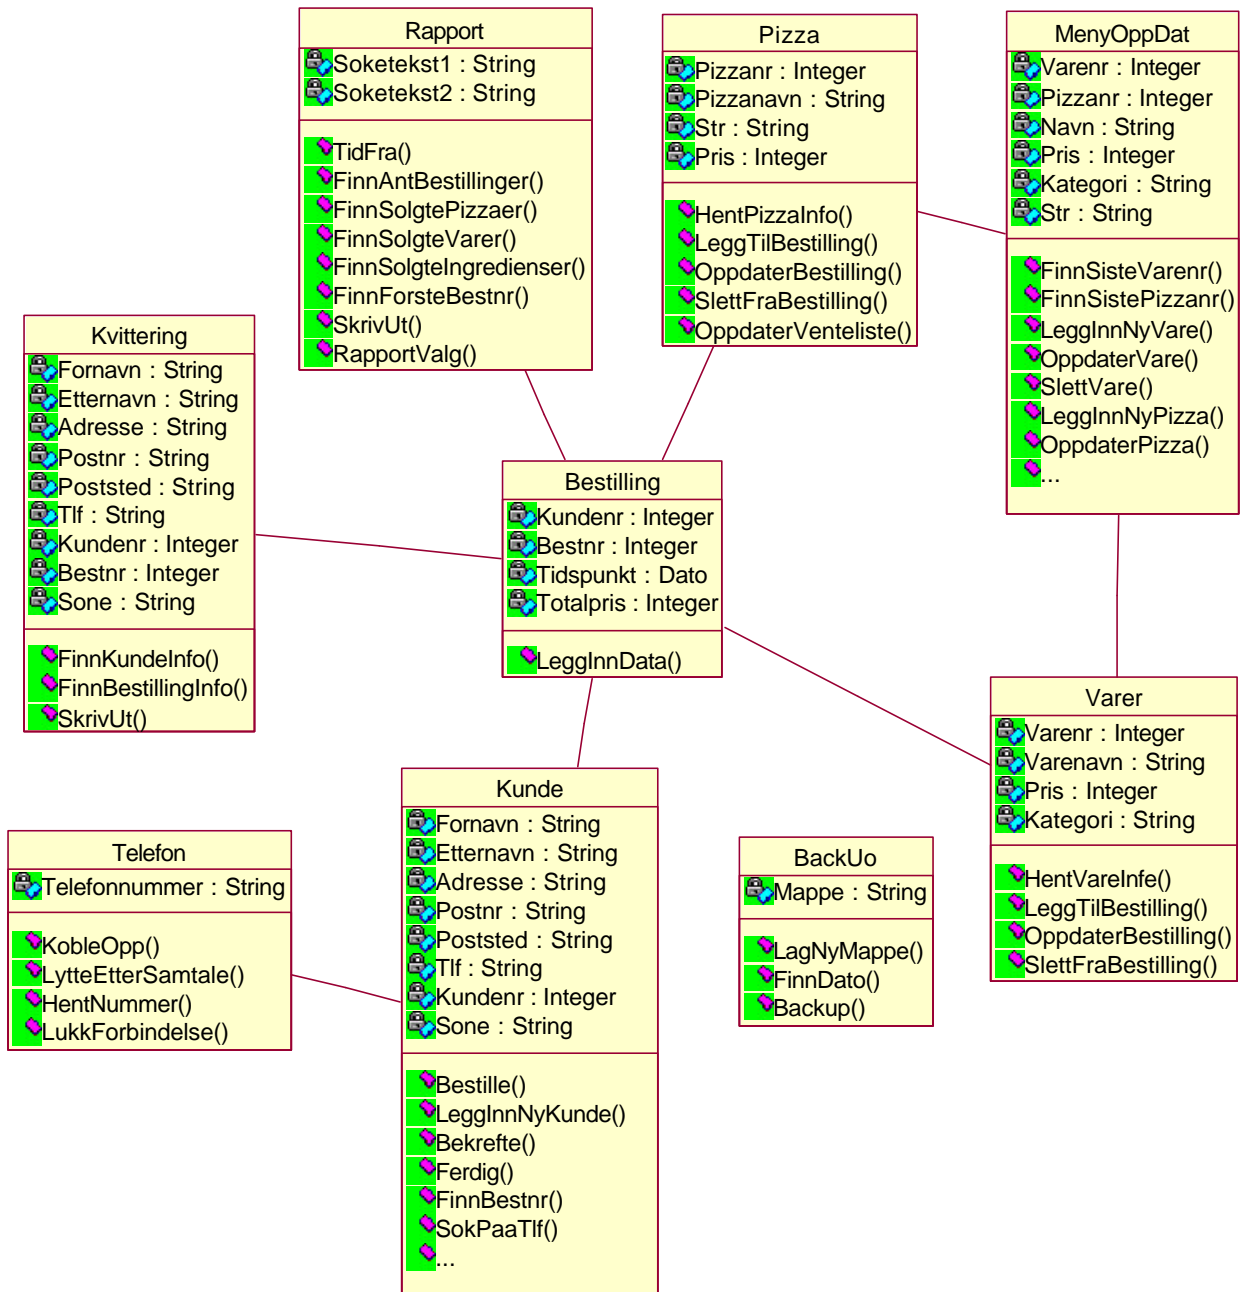 Rapport
Soketekst1 : String
Soketekst2 : String
TidFra()
FinnAntBestillinger()
FinnSolgtePizzaer()
FinnSolgteVarer()
FinnSolgteIngredienser()
FinnForsteBestnr()
SkrivUt()
RapportValg()
Pizza
Pizzanr : Integer
Pizzanavn : String
Str : String
Pris : Integer
HentPizzaInfo()
LeggTilBestilling()
OppdaterBestilling()
SlettFraBestilling()
OppdaterVenteliste()
MenyOppDat
Varenr : Integer
Pizzanr : Integer
Navn : String
Pris : Integer
Kategori : String
Str : String
FinnSisteVarenr()
FinnSistePizzanr()
LeggInnNyVare()
OppdaterVare()
SlettVare()
LeggInnNyPizza()
OppdaterPizza()
...
Kvittering
Fornavn : String
Etternavn : String
Adresse : String
Postnr : String
Poststed : String
Tlf : String
Kundenr : Integer
Bestnr : Integer
Sone : String
FinnKundeInfo()
FinnBestillingInfo()
SkrivUt()
Bestilling
Kundenr : Integer
Bestnr : Integer
Tidspunkt : Dato
Totalpris : Integer
LeggInnData()
Varer
Varenr : Integer
Varenavn : String
Pris : Integer
Kategori : String
HentVareInfe()
LeggTilBestilling()
OppdaterBestilling()
SlettFraBestilling()
Telefon
Telefonnummer : String
KobleOpp()
LytteEtterSamtale()
HentNummer()
LukkForbindelse()
Kunde
Fornavn : String
Etternavn : String
Adresse : String
Postnr : String
Poststed : String
Tlf : String
Kundenr : Integer
Sone : String
Bestille()
LeggInnNyKunde()
Bekrefte()
Ferdig()
FinnBestnr()
SokPaaTlf()
...
BackUo
Mappe : String
LagNyMappe()
FinnDato()
Backup()